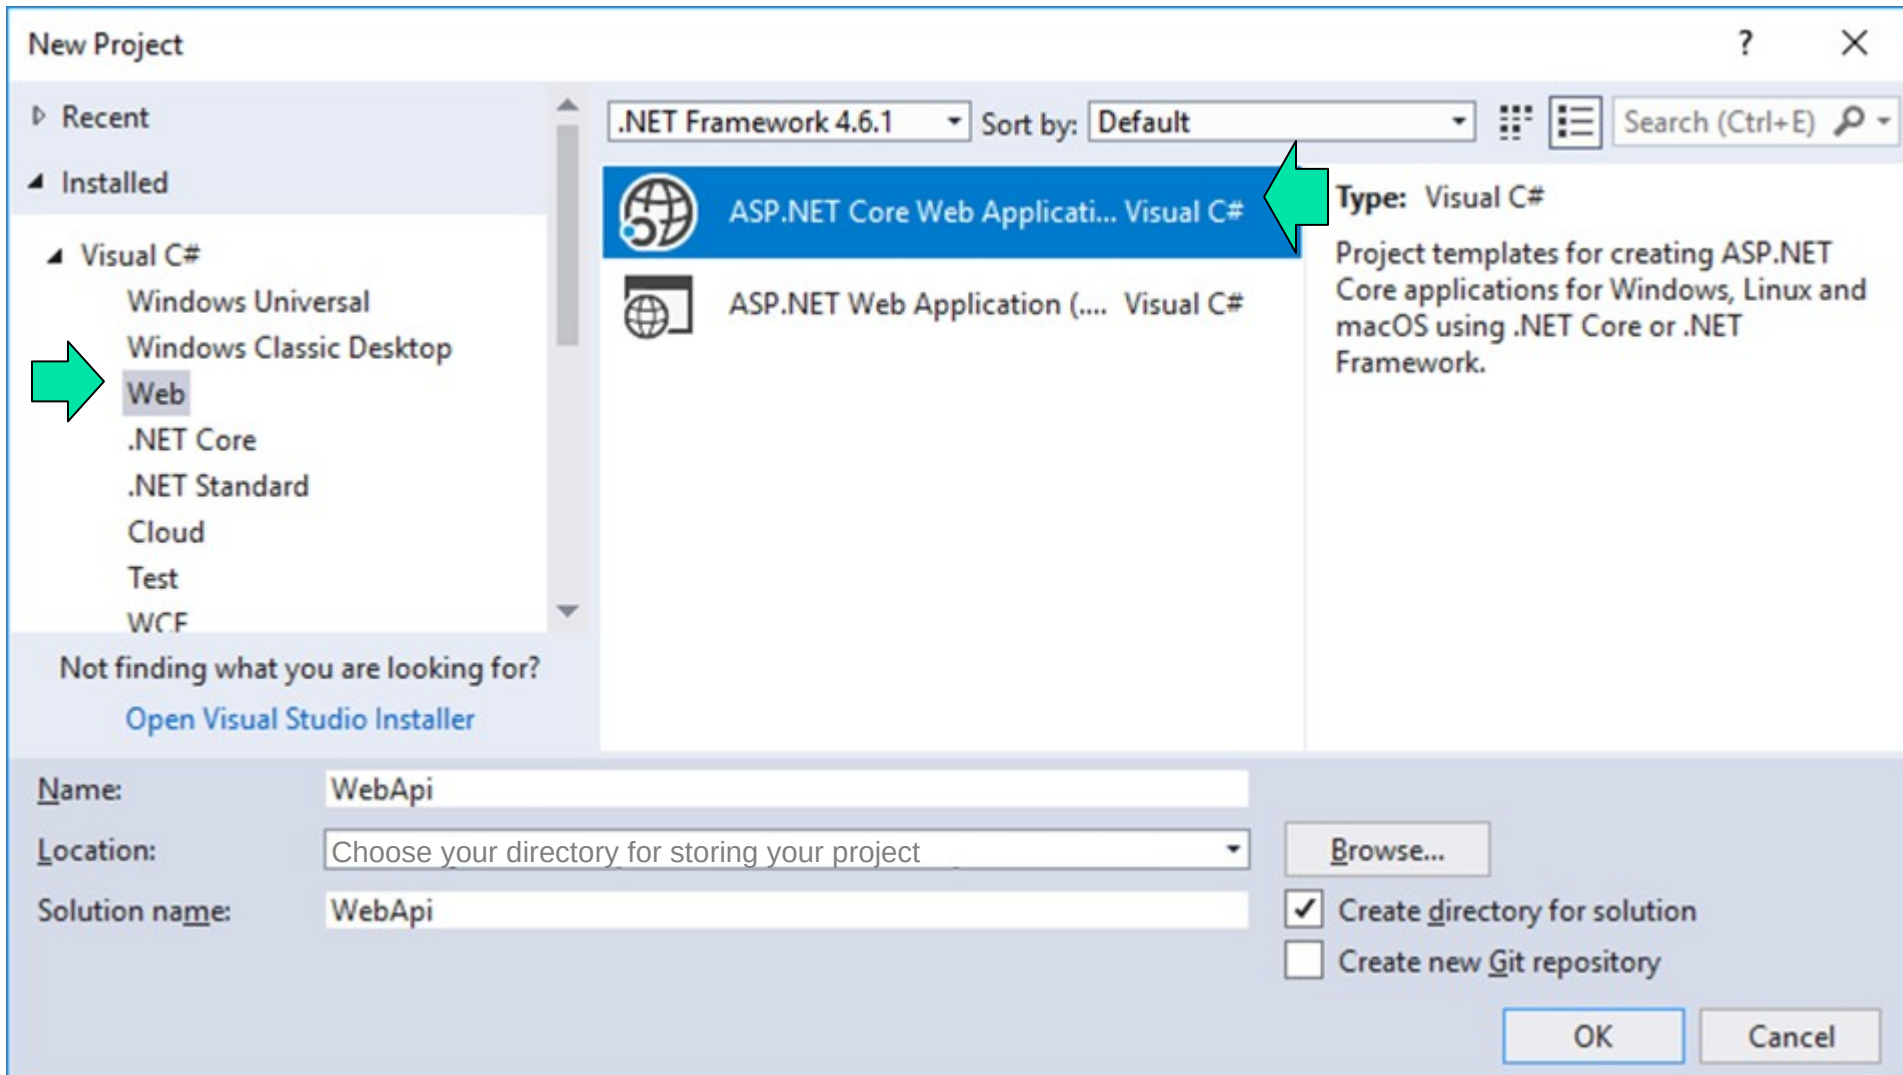 New Project
?
Recent
Installed
Visual C#
Windows Universal
Windows Classic Desktop
Web
.NET Core
.NET Standard
Cloud
Test
WCF
Not finding what you are looking for?
Open Visual Studio Installer
.NET Framework 4.6.1
Sort by:
Default
Search (Ctrl+E)
ASP.NET Core Web Applicati... Visual C#
ASP.NET Web Application (.... Visual C#
Type: Visual C#
Project templates for creating ASP.NET
Core applications for Windows, Linux and
macOS using .NET Core or .NET
Framework.
Name:
WebApi
Location:
Choose your directory for storing your project
Browse...
Solution name:
WebApi
Create directory for solution
Create new Git repository
OK
Cancel